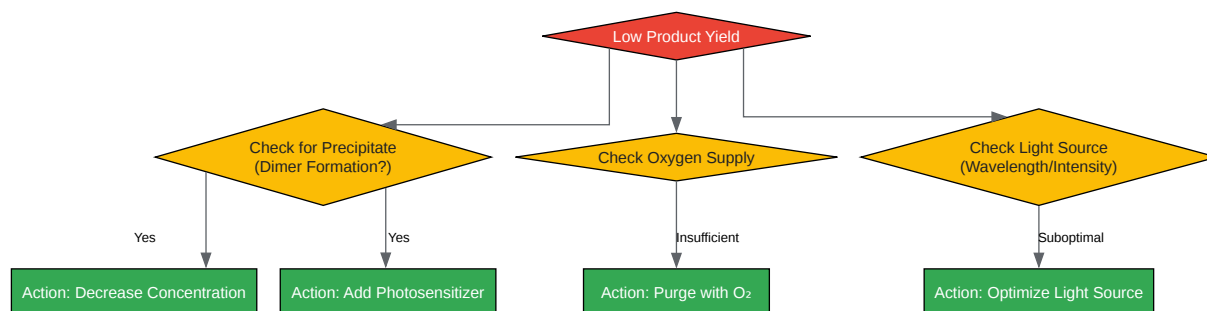 Low Product Yield
Check for Precipitate
(Dimer Formation?)
Check Oxygen Supply
Check Light Source
(Wavelength/Intensity)
Yes
Yes
Insufficient
Suboptimal
Action: Decrease Concentration
Action: Add Photosensitizer
Action: Purge with O₂
Action: Optimize Light Source